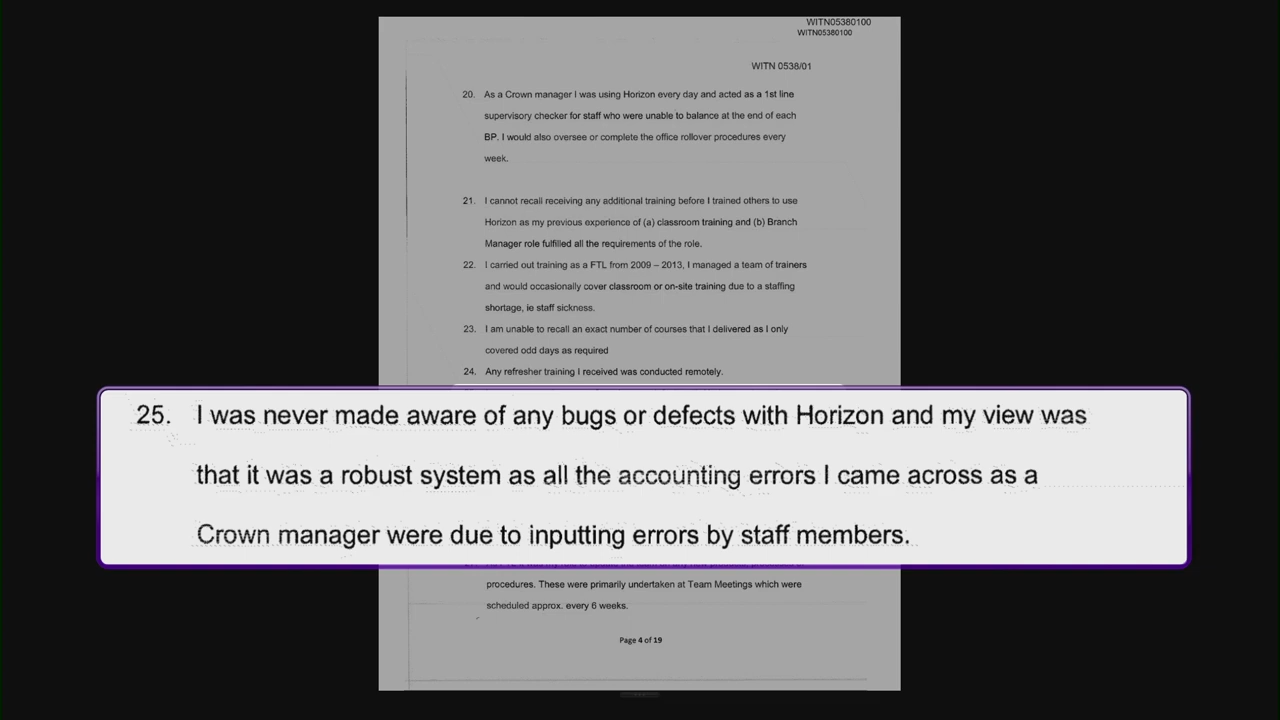 WITN05380100
WITN05380100
WITN 0538/01
20. As a Crown manager I was using Horizon every day and acted as a 1st line
supervisory checker for staff who were unable to balance at the end of each
BP. I would also oversee or complete the office rollover procedures every
week.
21. I cannot recall receiving any additional training before I trained others to use
Horizon as my previous experience of (a) classroom training and (b) Branch
Manager role fulfilled all the requirements of the role.
22. I carried out training as a FTL from 2009 – 2013, I managed a team of trainers
and would occasionally cover classroom or on-site training due to a staffing
shortage, ie staff sickness.
23. I am unable to recall an exact number of courses that I delivered as I only
covered odd days as required
24. Any refresher training I received was conducted remotely.
25. I was never made aware of any bugs or defects with Horizon and my view was
that it was a robust system as all the accounting errors I came across as a
Crown manager were due to inputting errors by staff members.
procedures. These were primarily undertaken at Team Meetings which were
scheduled approx. every 6 weeks.
Page 4 of 19